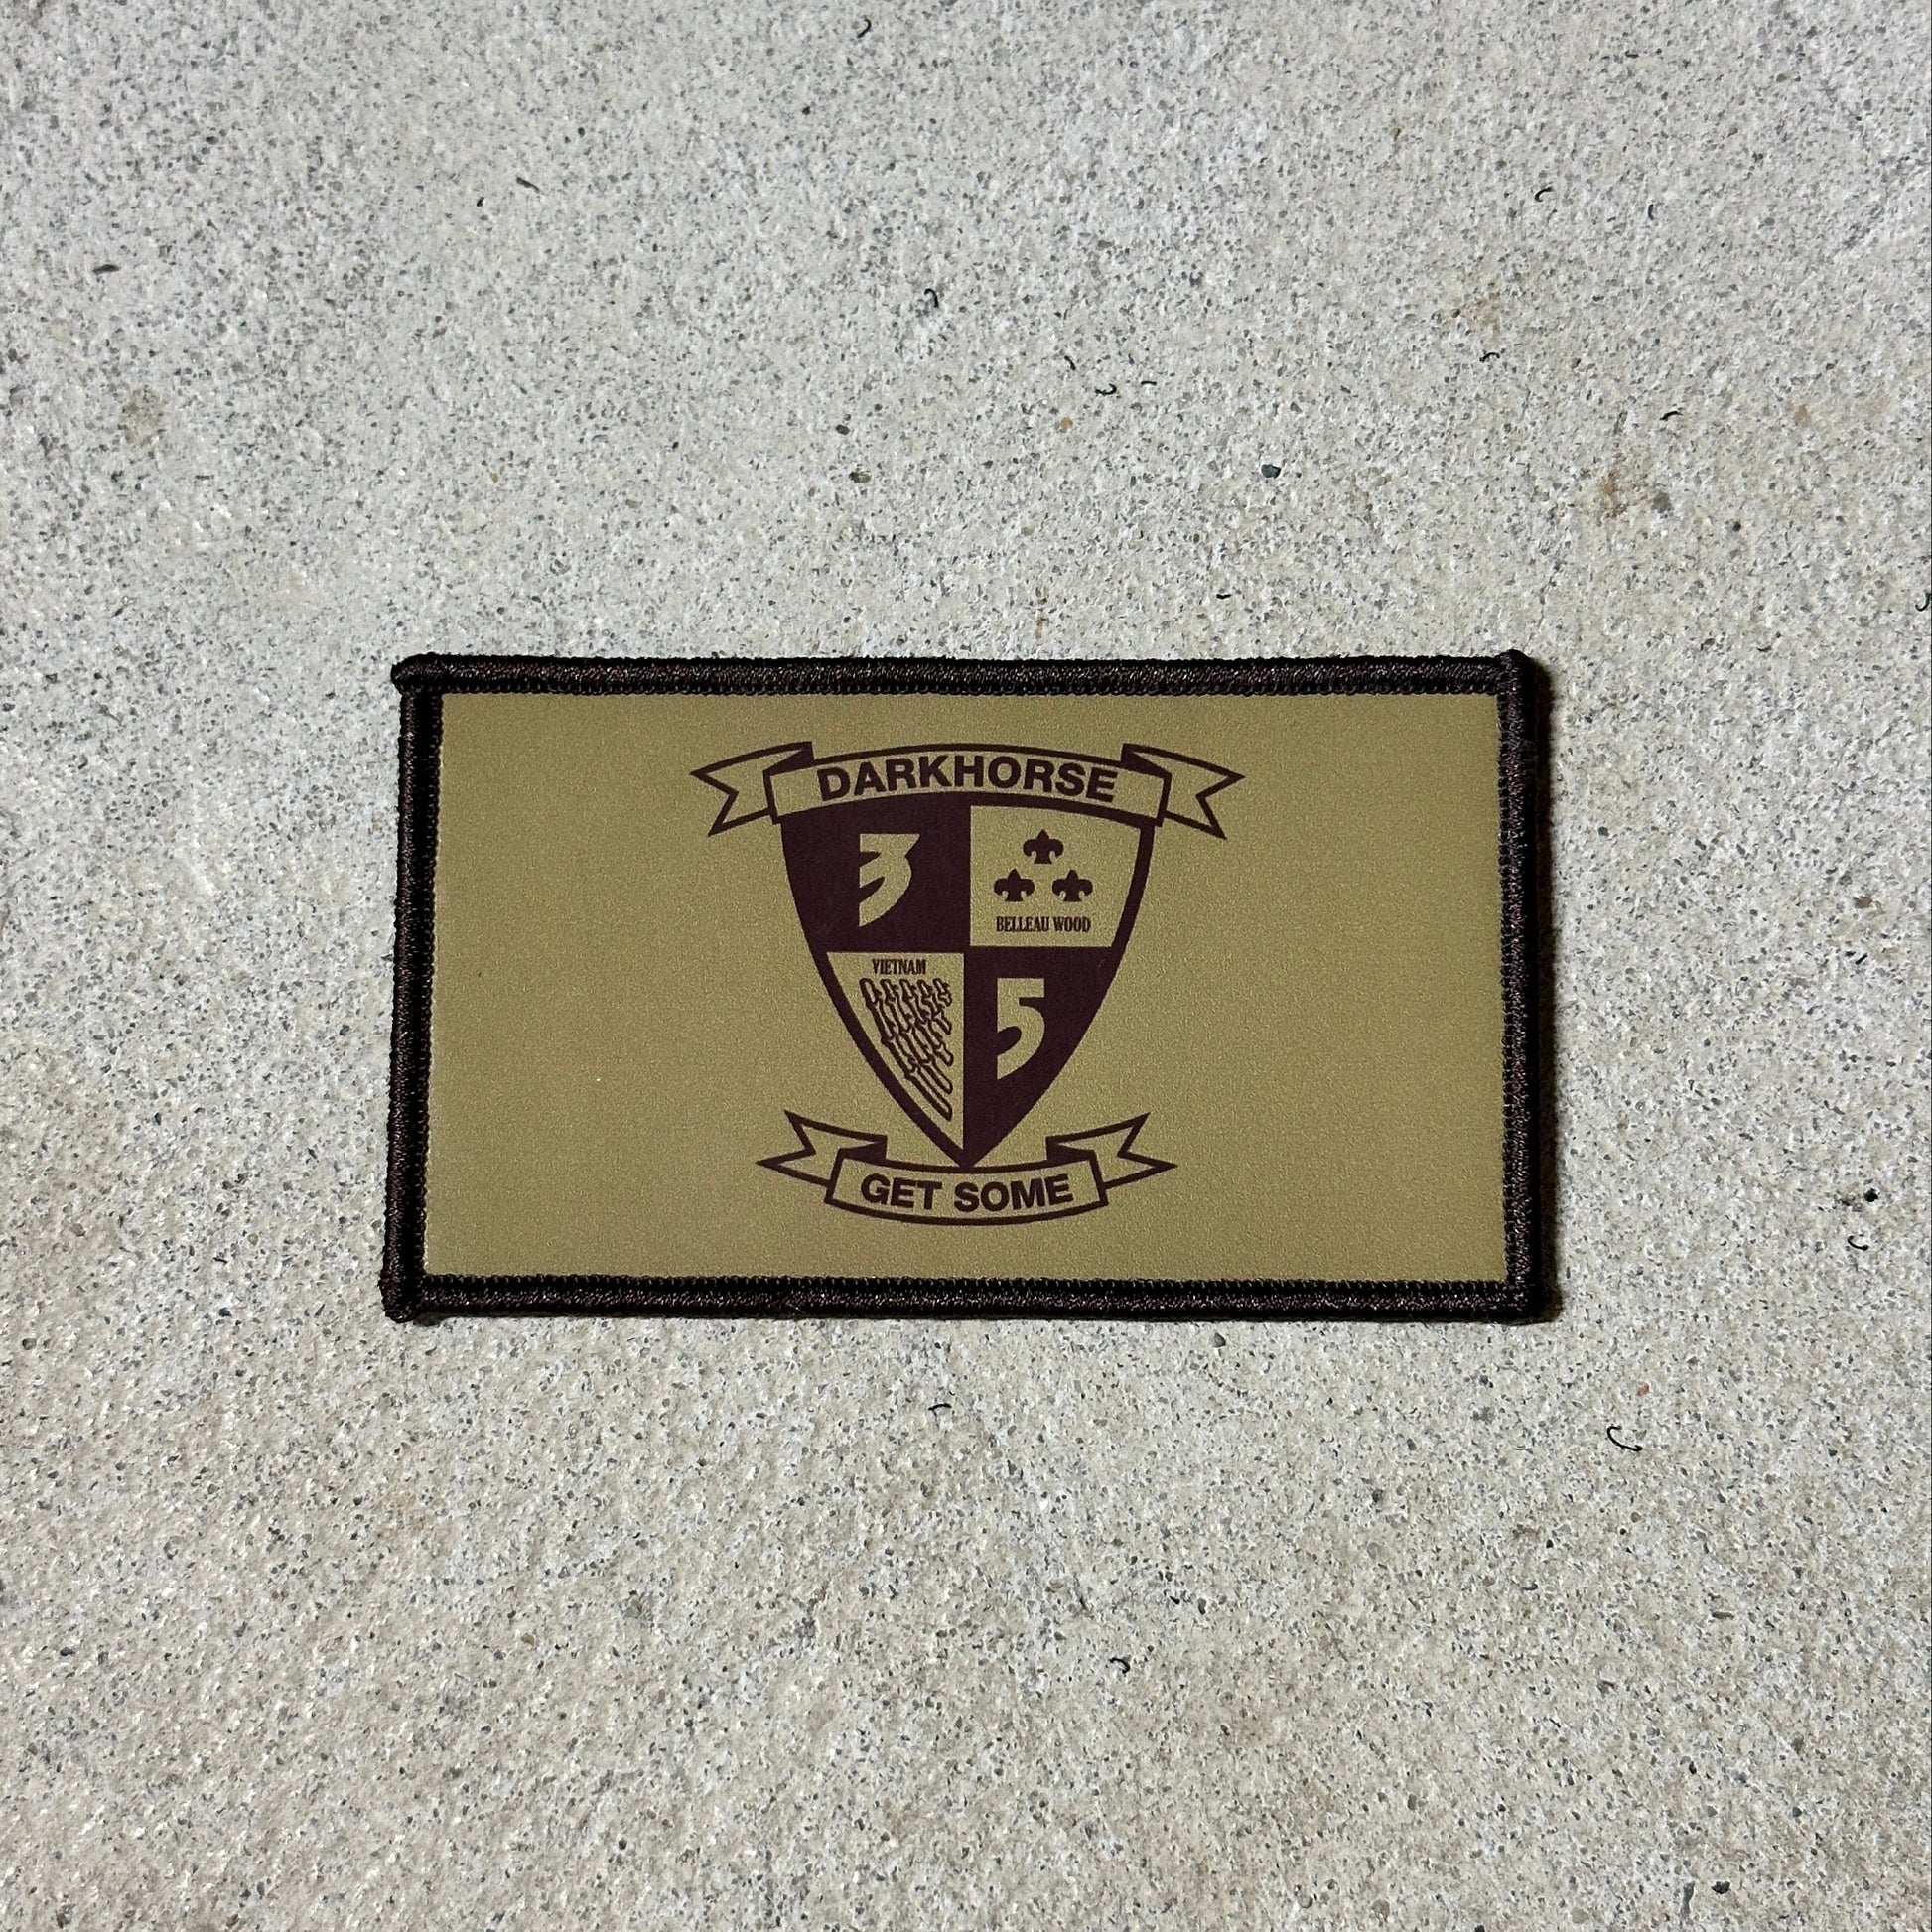 DARKHORSE
3
BELLEAU WOOD
VIETNAM
5
GET SOME